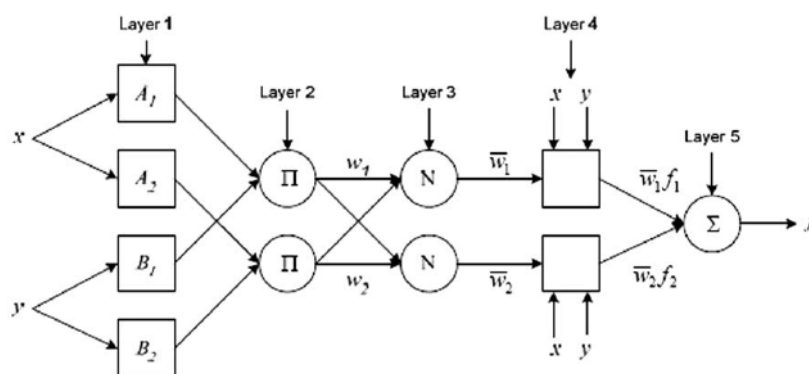 Layer 1
Layer 4
A1
Layer 2
Layer 3
x y
x
Layer 5
Π w1 N w̅1
w̅1f1
A2
Σ
B1
Π w2 N w̅2
w̅2f2
y
B2
x y